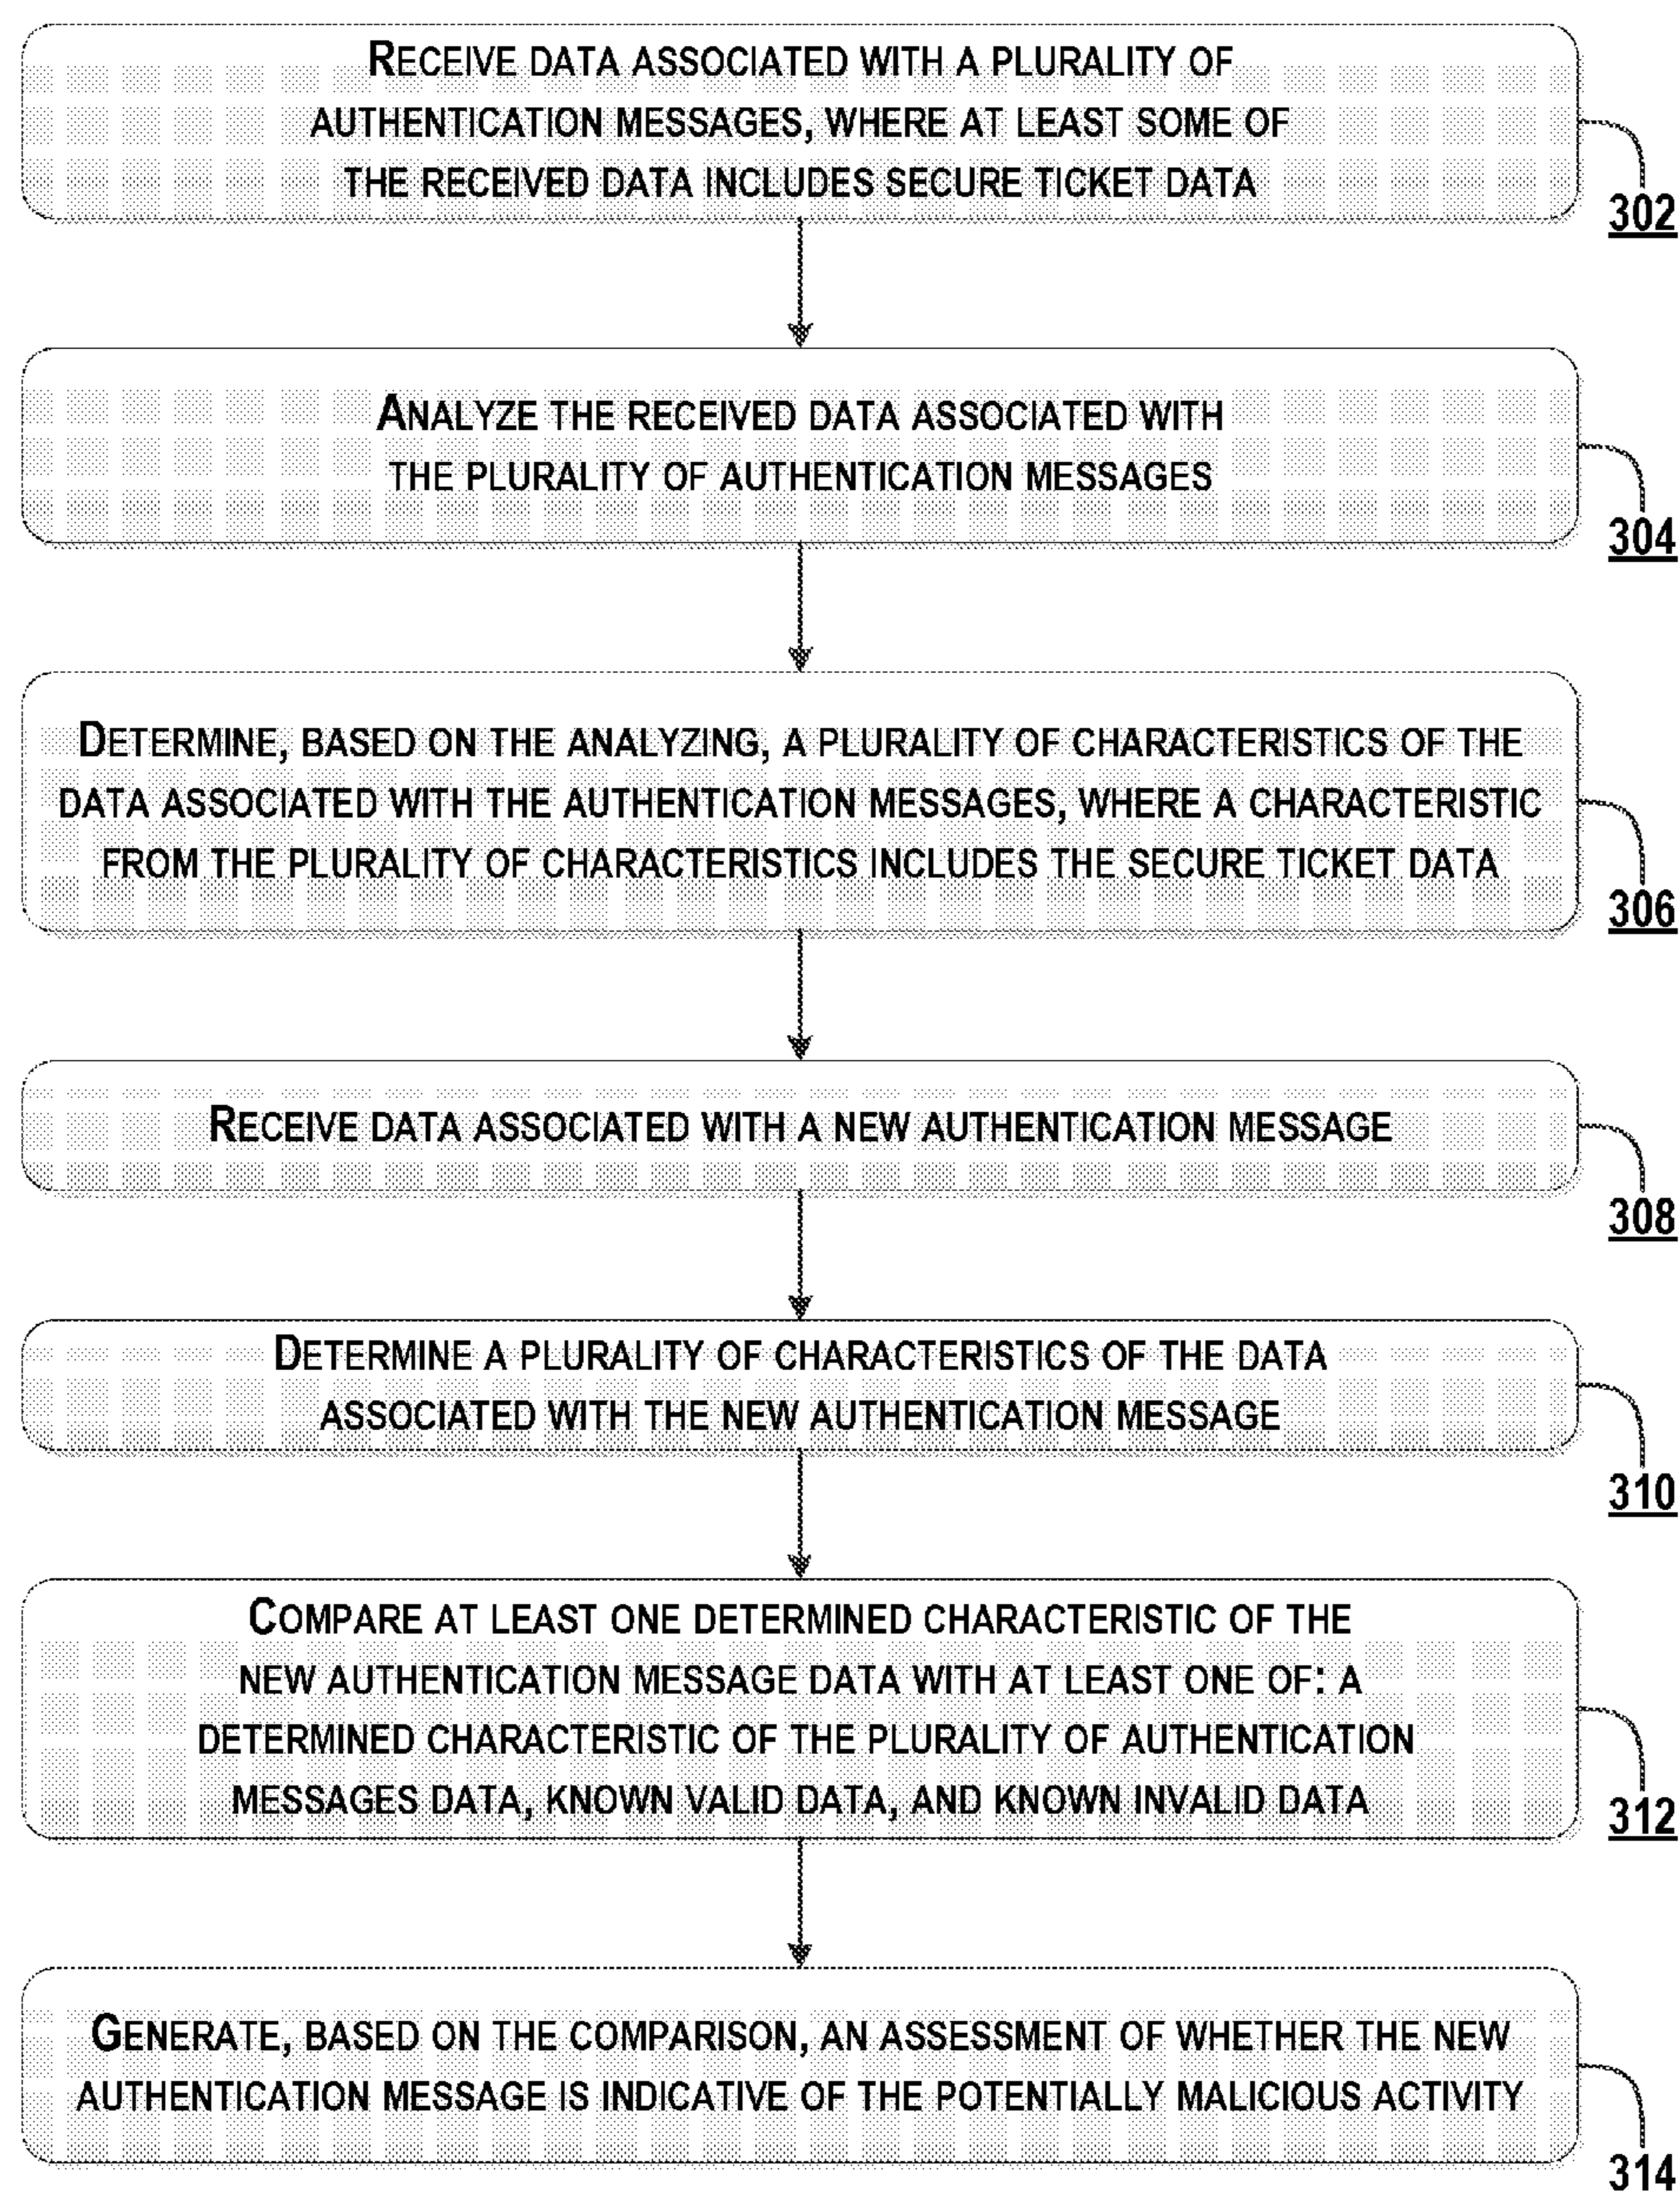 RECEIVE DATA ASSOCIATED WITH A PLURALITY OF
AUTHENTICATION MESSAGES, WHERE AT LEAST SOME OF
THE RECEIVED DATA INCLUDES SECURE TICKET DATA
302
ANALYZE THE RECEIVED DATA ASSOCIATED WITH
THE PLURALITY OF AUTHENTICATION MESSAGES
304
DETERMINE, BASED ON THE ANALYZING, A PLURALITY OF CHARACTERISTICS OF THE
DATA ASSOCIATED WITH THE AUTHENTICATION MESSAGES, WHERE A CHARACTERISTIC
FROM THE PLURALITY OF CHARACTERISTICS INCLUDES THE SECURE TICKET DATA
306
RECEIVE DATA ASSOCIATED WITH A NEW AUTHENTICATION MESSAGE
308
DETERMINE A PLURALITY OF CHARACTERISTICS OF THE DATA
ASSOCIATED WITH THE NEW AUTHENTICATION MESSAGE
310
COMPARE AT LEAST ONE DETERMINED CHARACTERISTIC OF THE
NEW AUTHENTICATION MESSAGE DATA WITH AT LEAST ONE OF: A
DETERMINED CHARACTERISTIC OF THE PLURALITY OF AUTHENTICATION
MESSAGES DATA, KNOWN VALID DATA, AND KNOWN INVALID DATA
312
GENERATE, BASED ON THE COMPARISON, AN ASSESSMENT OF WHETHER THE NEW
AUTHENTICATION MESSAGE IS INDICATIVE OF THE POTENTIALLY MALICIOUS ACTIVITY
314